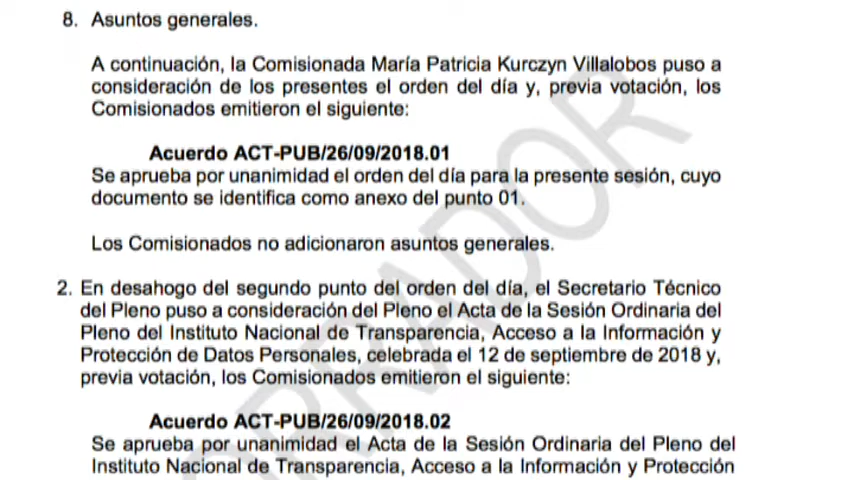 8. Asuntos generales.
A continuación, la Comisionada María Patricia Kurczyn Villalobos puso a
consideración de los presentes el orden del día y, previa votación, los
Comisionados emitieron el siguiente:
Acuerdo ACT-PUB/26/09/2018.01
Se aprueba por unanimidad el orden del día para la presente sesión, cuyo
documento se identifica como anexo del punto 01.
Los Comisionados no adicionaron asuntos generales.
2. En desahogo del segundo punto del orden del día, el Secretario Técnico
del Pleno puso a consideración del Pleno el Acta de la Sesión Ordinaria del
Pleno del Instituto Nacional de Transparencia, Acceso a la Información y
Protección de Datos Personales, celebrada el 12 de septiembre de 2018 y,
previa votación, los Comisionados emitieron el siguiente:
Acuerdo ACT-PUB/26/09/2018.02
Se aprueba por unanimidad el Acta de la Sesión Ordinaria del Pleno del
Instituto Nacional de Transparencia, Acceso a la Información y Protección
ORRADOR